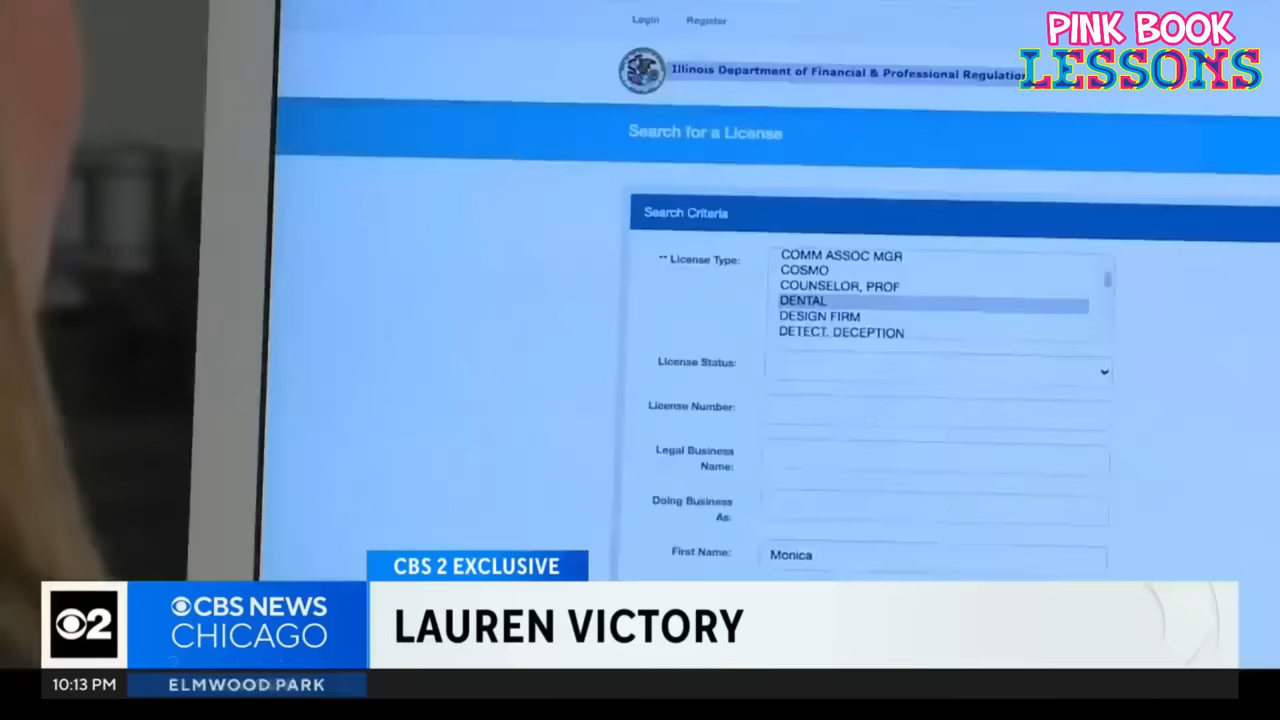 Login Register
PINK BOOK
LESSONS
Illinois Department of Financial & Professional Regulation
Search for a License
Search Criteria
** License Type:
COMM ASSOC MGR
COSMO
COUNSELOR, PROF
DENTAL
DESIGN FIRM
DETECT. DECEPTION
License Status:
License Number:
Legal Business
Name:
Doing Business
As:
First Name: Monica
CBS 2 EXCLUSIVE
2 CBS NEWS
CHICAGO
LAUREN VICTORY
10:13 PM ELMWOOD PARK